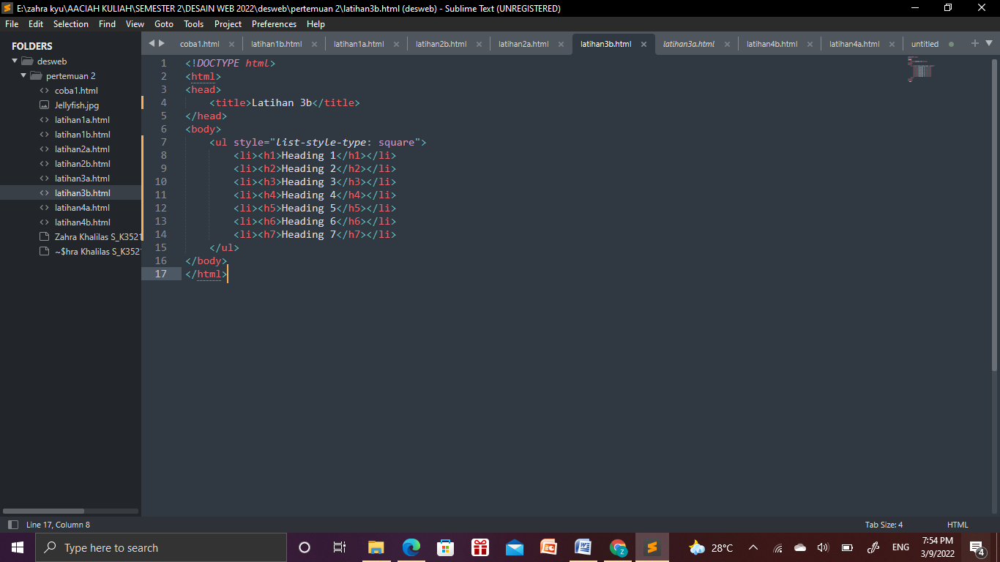 E:\zahra kyu\AACIAH KULIAH\SEMESTER 2\DESAIN WEB 2022\desweb\pertemuan 2\latihan3b.html (desweb) - Sublime Text (UNREGISTERED)
File Edit Selection Find View Goto Tools Project Preferences Help
FOLDERS
desweb
pertemuan 2
coba1.html
Jellyfish.jpg
latihan1a.html
latihan1b.html
latihan2a.html
latihan2b.html
latihan3a.html
latihan3b.html
latihan4a.html
latihan4b.html
Zahra Khalilas S_K3521
~$hra Khalilas S_K352
coba1.html latihan1b.html latihan1a.html latihan2b.html latihan2a.html latihan3b.html latihan3a.html latihan4b.html latihan4a.html untitled
1 <!DOCTYPE html>
2 <html>
3 <head>
4 <title>Latihan 3b</title>
5 </head>
6 <body>
7 <ul style="list-style-type: square">
8 <li><h1>Heading 1</h1></li>
9 <li><h2>Heading 2</h2></li>
10 <li><h3>Heading 3</h3></li>
11 <li><h4>Heading 4</h4></li>
12 <li><h5>Heading 5</h5></li>
13 <li><h6>Heading 6</h6></li>
14 <li><h7>Heading 7</h7></li>
15 </ul>
16 </body>
17 </html>
Line 17, Column 8
Tab Size: 4 HTML
Type here to search
28°C
ENG
7:54 PM
3/9/2022
4